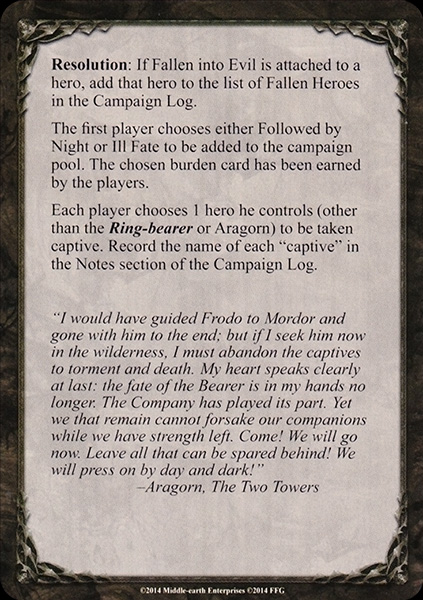 Resolution: If Fallen into Evil is attached to a
hero, add that hero to the list of Fallen Heroes
in the Campaign Log.
The first player chooses either Followed by
Night or Ill Fate to be added to the campaign
pool. The chosen burden card has been earned
by the players.
Each player chooses 1 hero he controls (other
than the Ring-bearer or Aragorn) to be taken
captive. Record the name of each “captive” in
the Notes section of the Campaign Log.
“I would have guided Frodo to Mordor and
gone with him to the end; but if I seek him now
in the wilderness, I must abandon the captives
to torment and death. My heart speaks clearly
at last: the fate of the Bearer is in my hands no
longer. The Company has played its part. Yet
we that remain cannot forsake our companions
while we have strength left. Come! We will go
now. Leave all that can be spared behind! We
will press on by day and dark!”
–Aragorn, The Two Towers
©2014 Middle-earth Enterprises ©2014 FFG